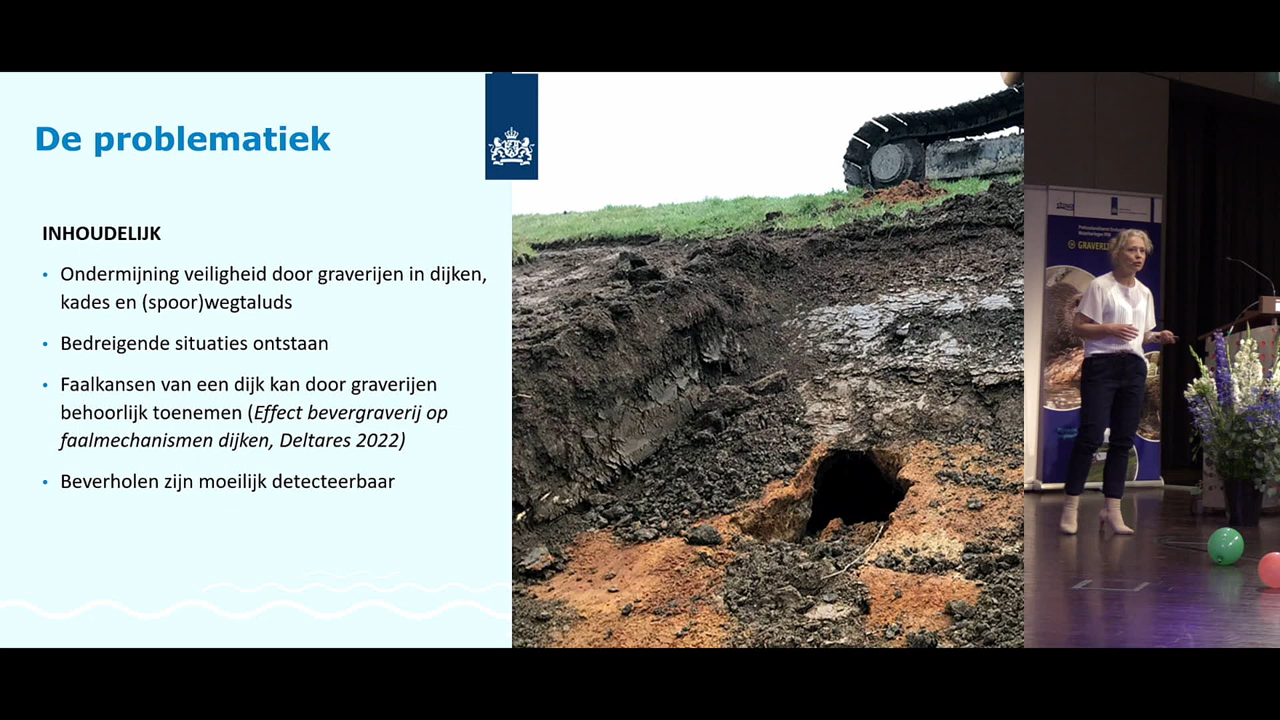 De problematiek
INHOUDELIJK
• Ondermijning veiligheid door graverijen in dijken,
kades en (spoor)wegtaluds
• Bedreigende situaties ontstaan
• Faalkansen van een dijk kan door graverijen
behoorlijk toenemen (Effect bevergraverij op
faalmechanismen dijken, Deltares 2022)
• Beverholen zijn moeilijk detecteerbaar